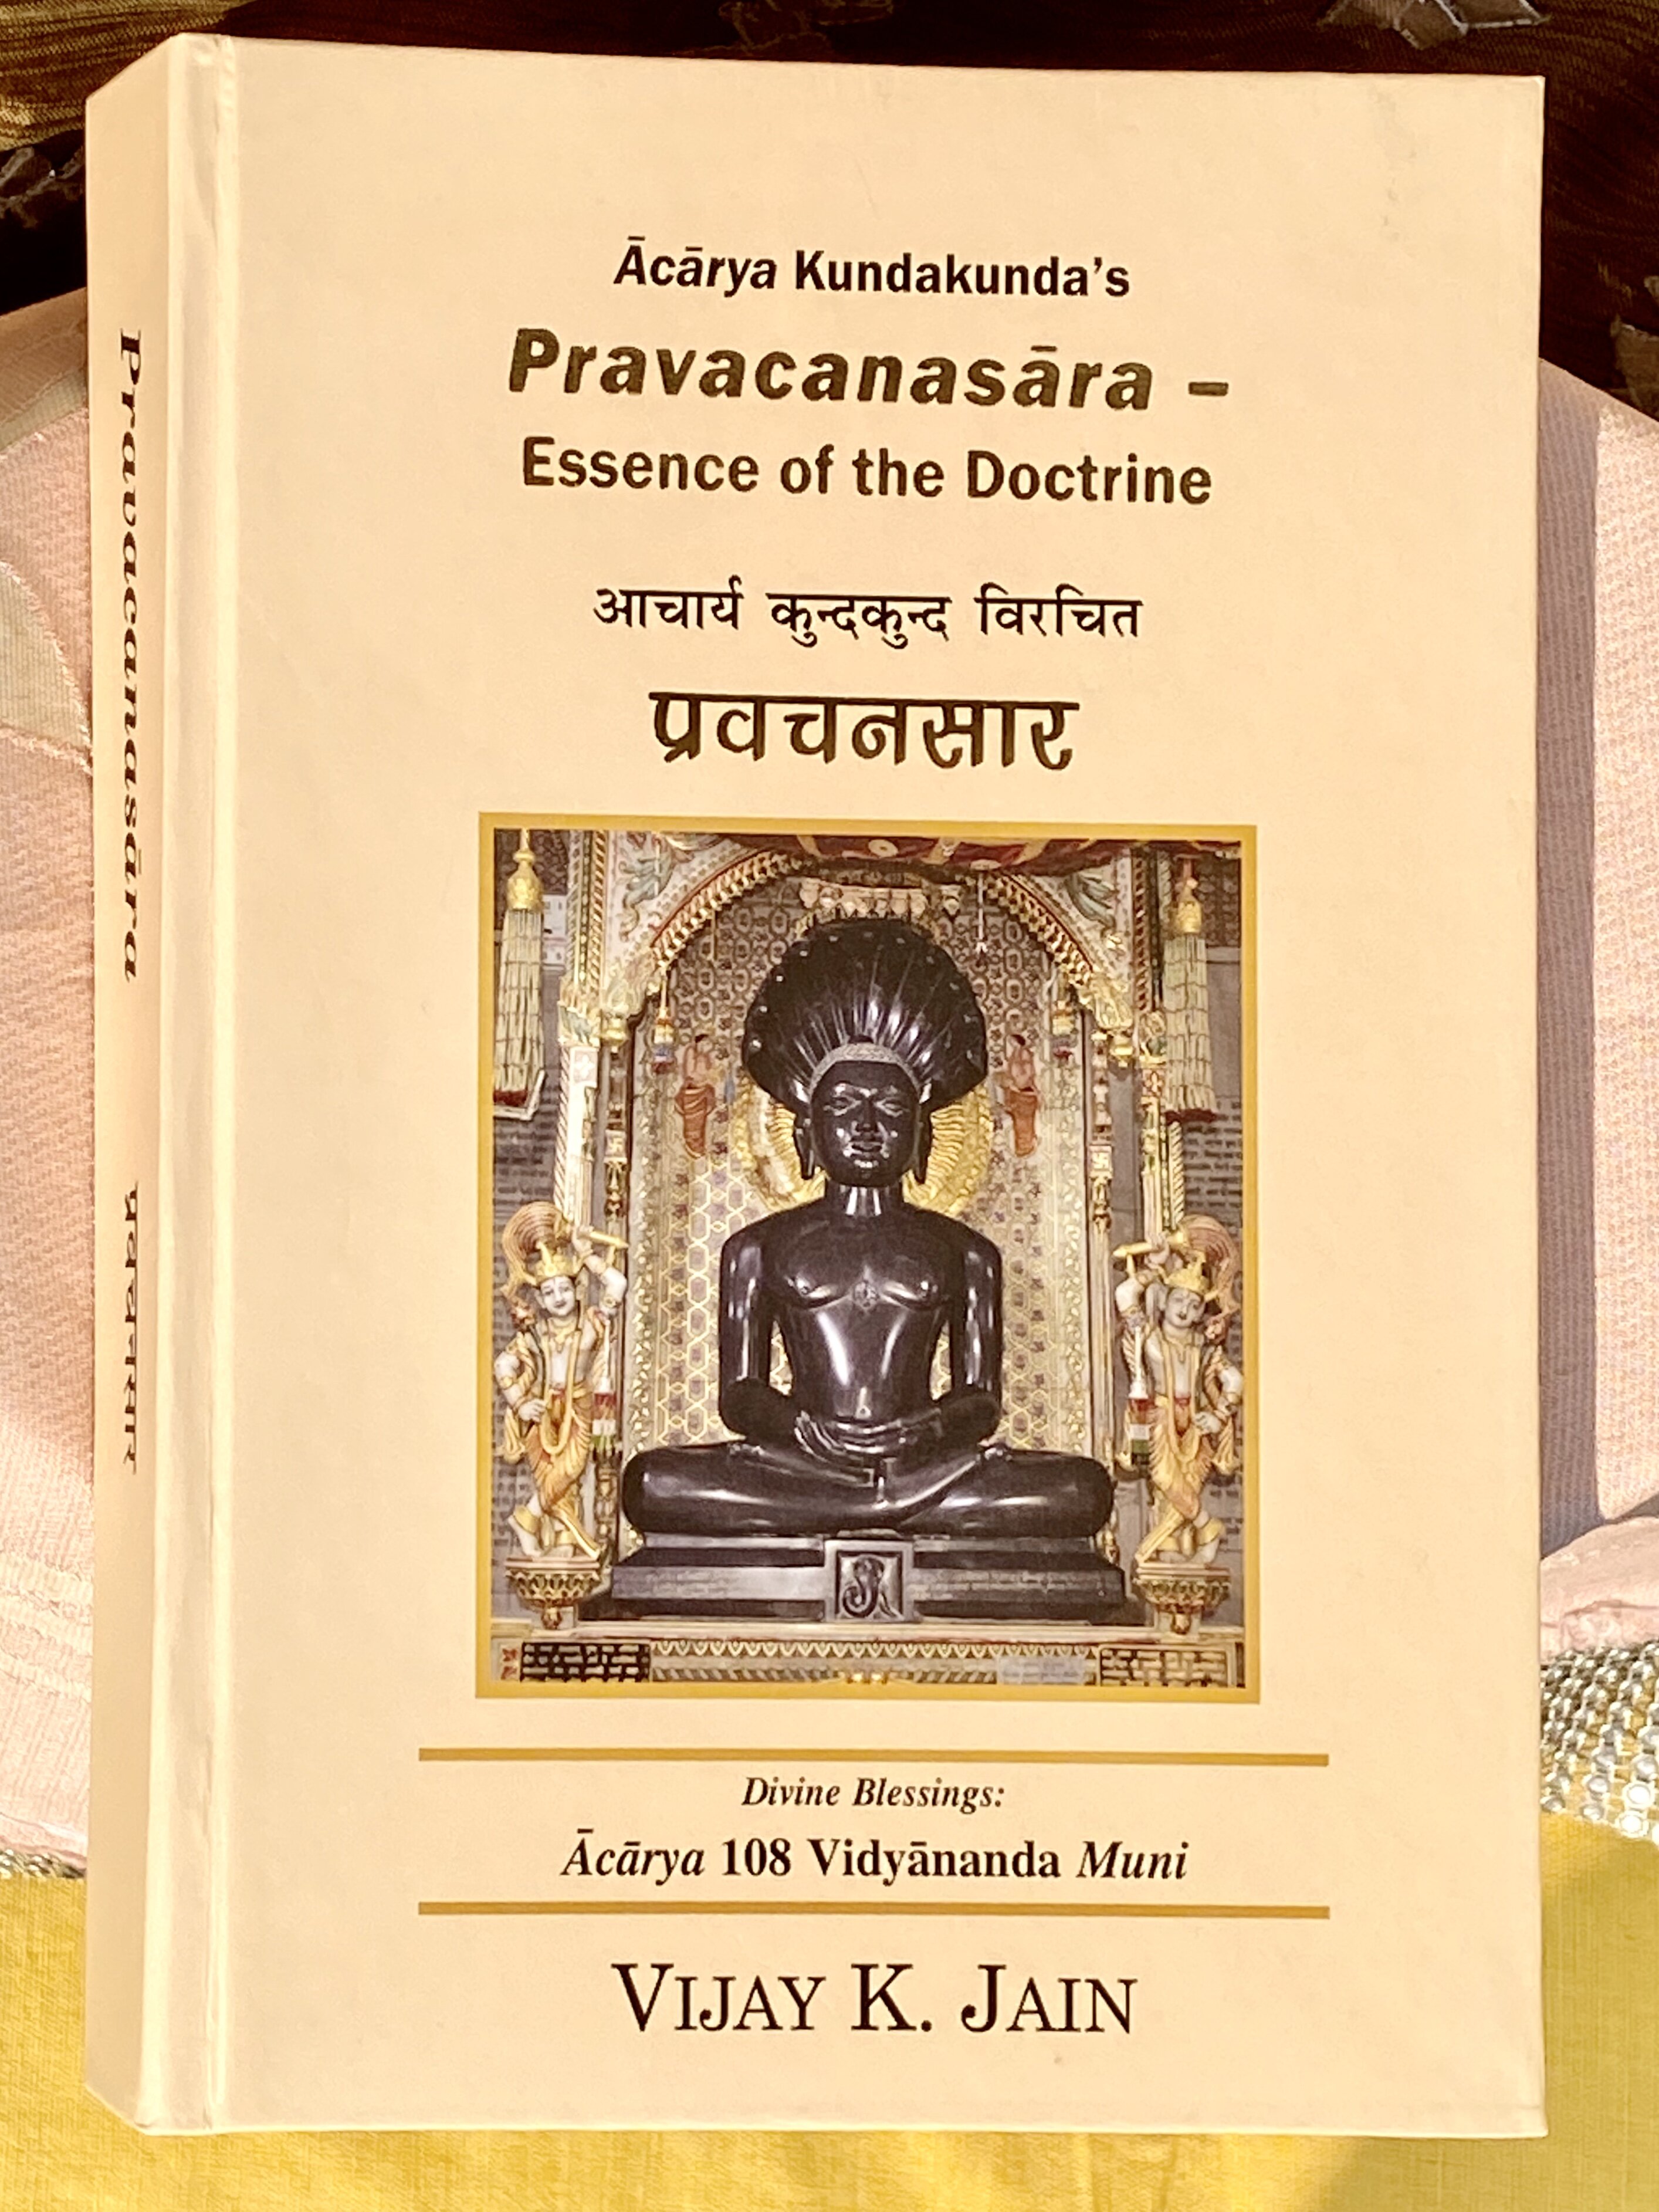 Ācārya Kundakunda's
Pravacanasāra –
Essence of the Doctrine
आचार्य कुन्दकुन्द विरचित
प्रवचनसार
Divine Blessings:
Ācārya 108 Vidyānanda Muni
VIJAY K. JAIN
Pravacanasāra
प्रवचनसार